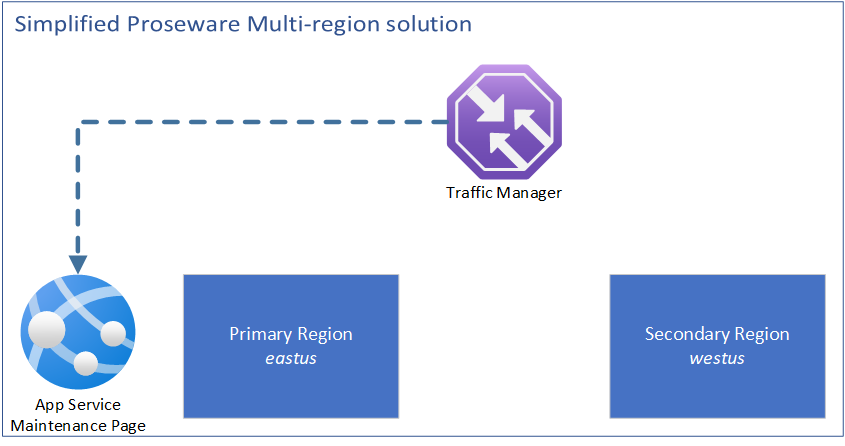 Simplified Proseware Multi-region solution
Traffic Manager
Primary Region
eastus
Secondary Region
westus
App Service
Maintenance Page